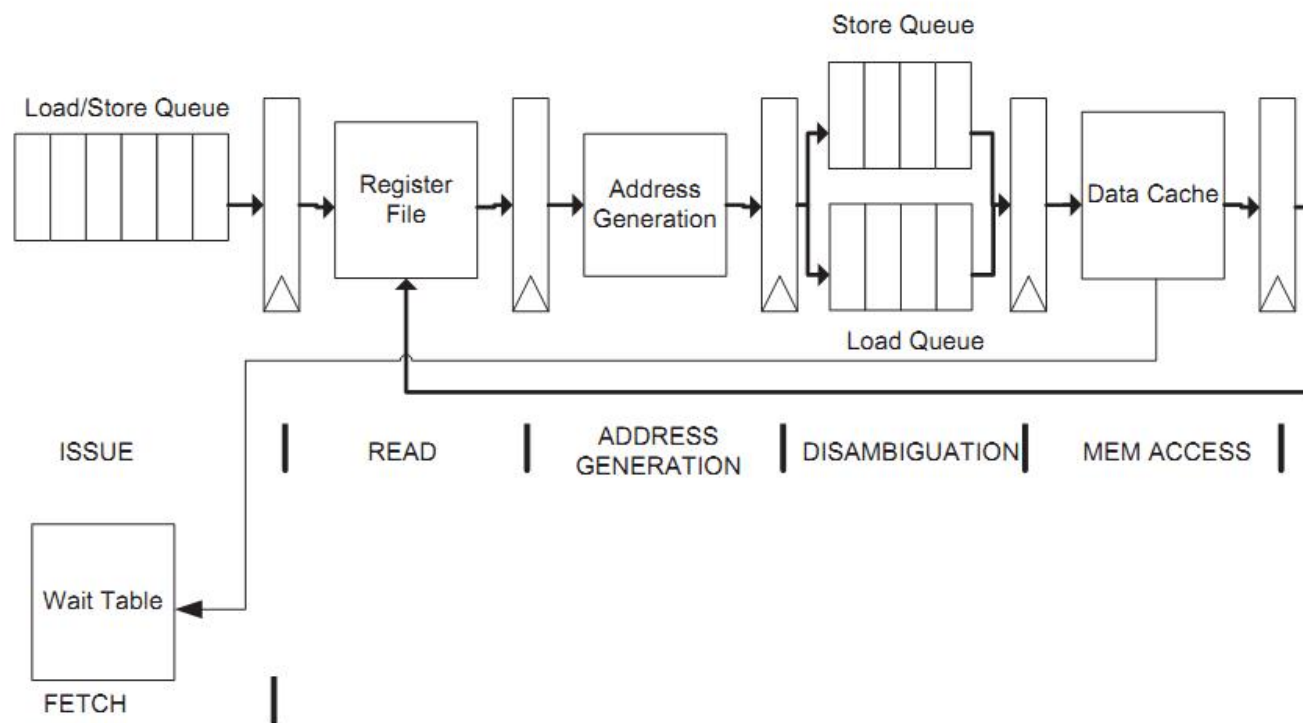 Store Queue
Load/Store Queue
Register
File
Address
Generation
Data Cache
Load Queue
ISSUE
READ
ADDRESS
GENERATION
DISAMBIGUATION
MEM ACCESS
Wait Table
FETCH